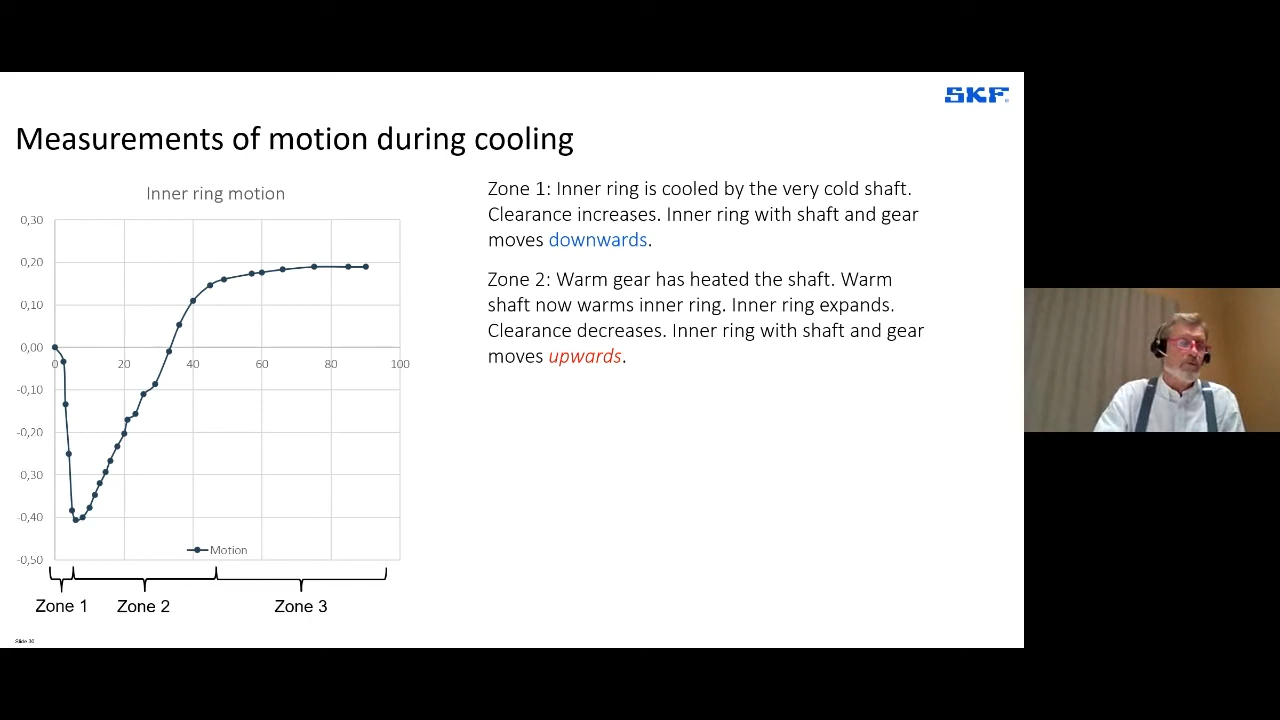 SKF
Measurements of motion during cooling
Inner ring motion
0,30
0,20
0,10
0,00
-0,10
-0,20
-0,30
-0,40
-0,50
0 20 40 60 80 100
Motion
Zone 1 Zone 2 Zone 3
Zone 1: Inner ring is cooled by the very cold shaft.
Clearance increases. Inner ring with shaft and gear
moves downwards.
Zone 2: Warm gear has heated the shaft. Warm
shaft now warms inner ring. Inner ring expands.
Clearance decreases. Inner ring with shaft and gear
moves upwards.
Slide 30